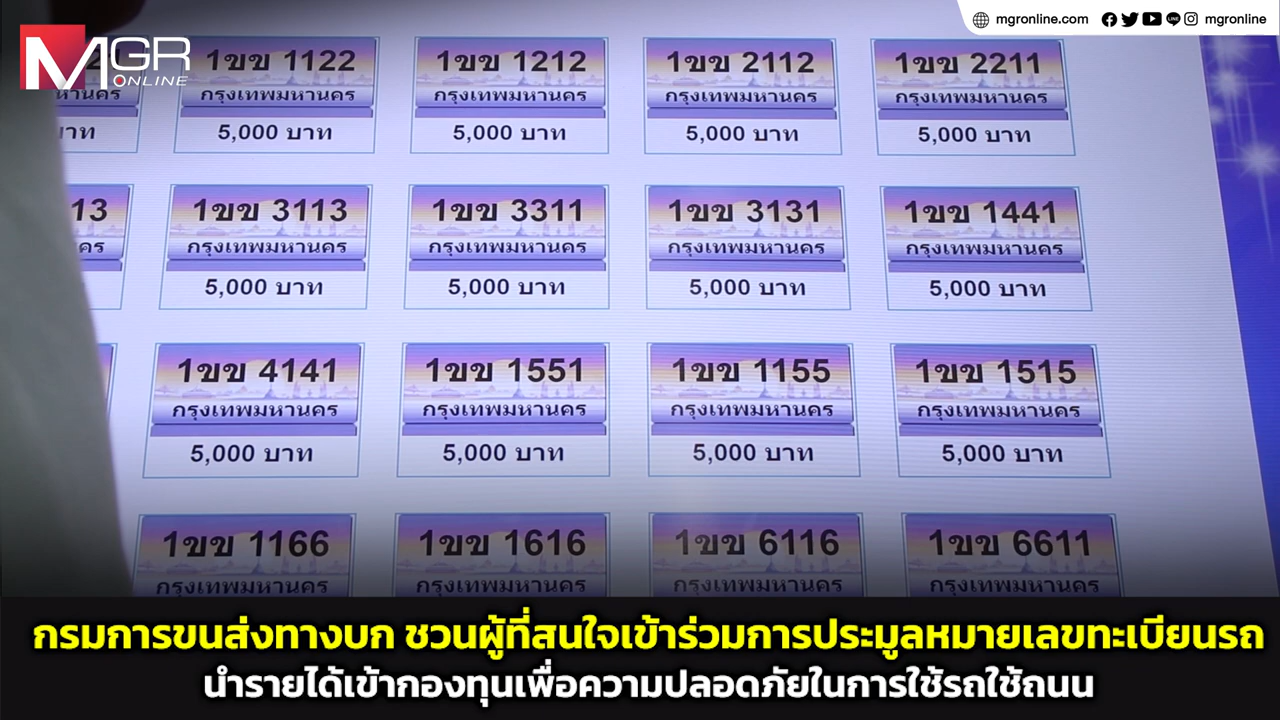 mgronline.com mgronline
MGR
ONLINE
1ขข 1122 1ขข 1212 1ขข 2112 1ขข 2211
กรุงเทพมหานคร กรุงเทพมหานคร กรุงเทพมหานคร กรุงเทพมหานคร
5,000 บาท 5,000 บาท 5,000 บาท 5,000 บาท
13 1ขข 3113 1ขข 3311 1ขข 3131 1ขข 1441
กรุงเทพมหานคร กรุงเทพมหานคร กรุงเทพมหานคร กรุงเทพมหานคร
5,000 บาท 5,000 บาท 5,000 บาท 5,000 บาท
1ขข 4141 1ขข 1551 1ขข 1155 1ขข 1515
กรุงเทพมหานคร กรุงเทพมหานคร กรุงเทพมหานคร กรุงเทพมหานคร
5,000 บาท 5,000 บาท 5,000 บาท 5,000 บาท
1ขข 1166 1ขข 1616 1ขข 6116 1ขข 6611
กรุงเทพมหานคร กรุงเทพมหานคร กรุงเทพมหานคร กรุงเทพมหานคร
กรมการขนส่งทางบก ชวนผู้ที่สนใจเข้าร่วมการประมูลหมายเลขทะเบียนรถ
นำรายได้เข้ากองทุนเพื่อความปลอดภัยในการใช้รถใช้ถนน